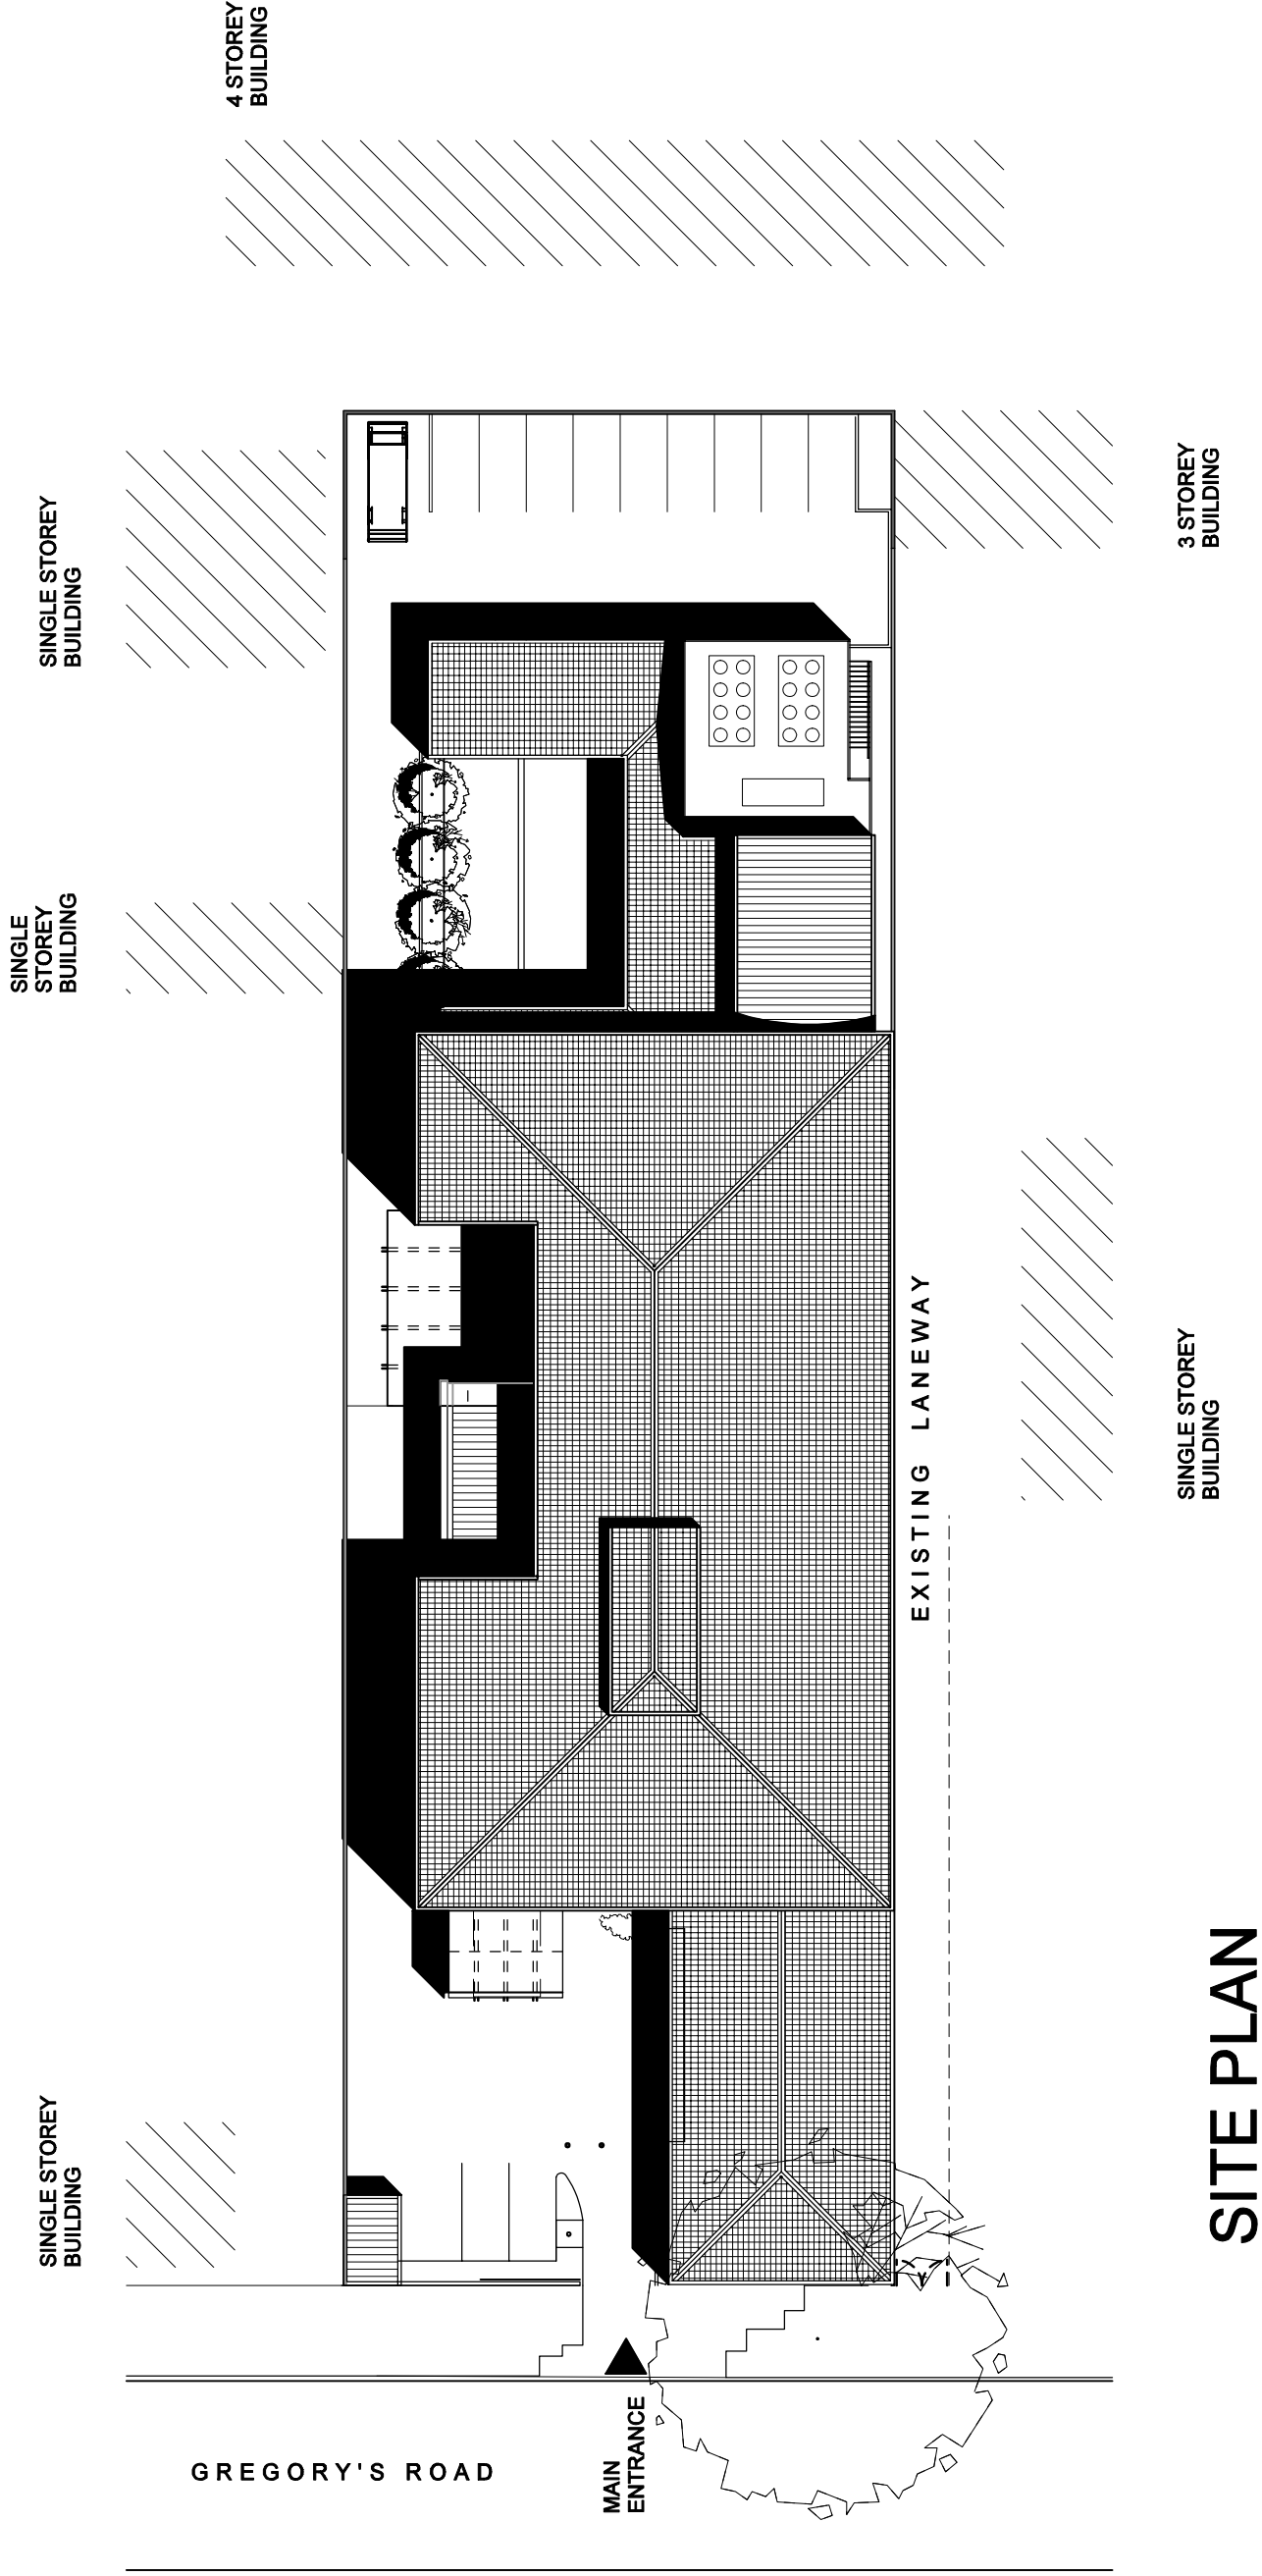 4 STOREY
BUILDING
SINGLE STOREY
BUILDING
3 STOREY
BUILDING
SINGLE
STOREY
BUILDING
EXISTING LANEWAY
SINGLE STOREY
BUILDING
SINGLE STOREY
BUILDING
SITE PLAN
MAIN
ENTRANCE
GREGORY'S ROAD